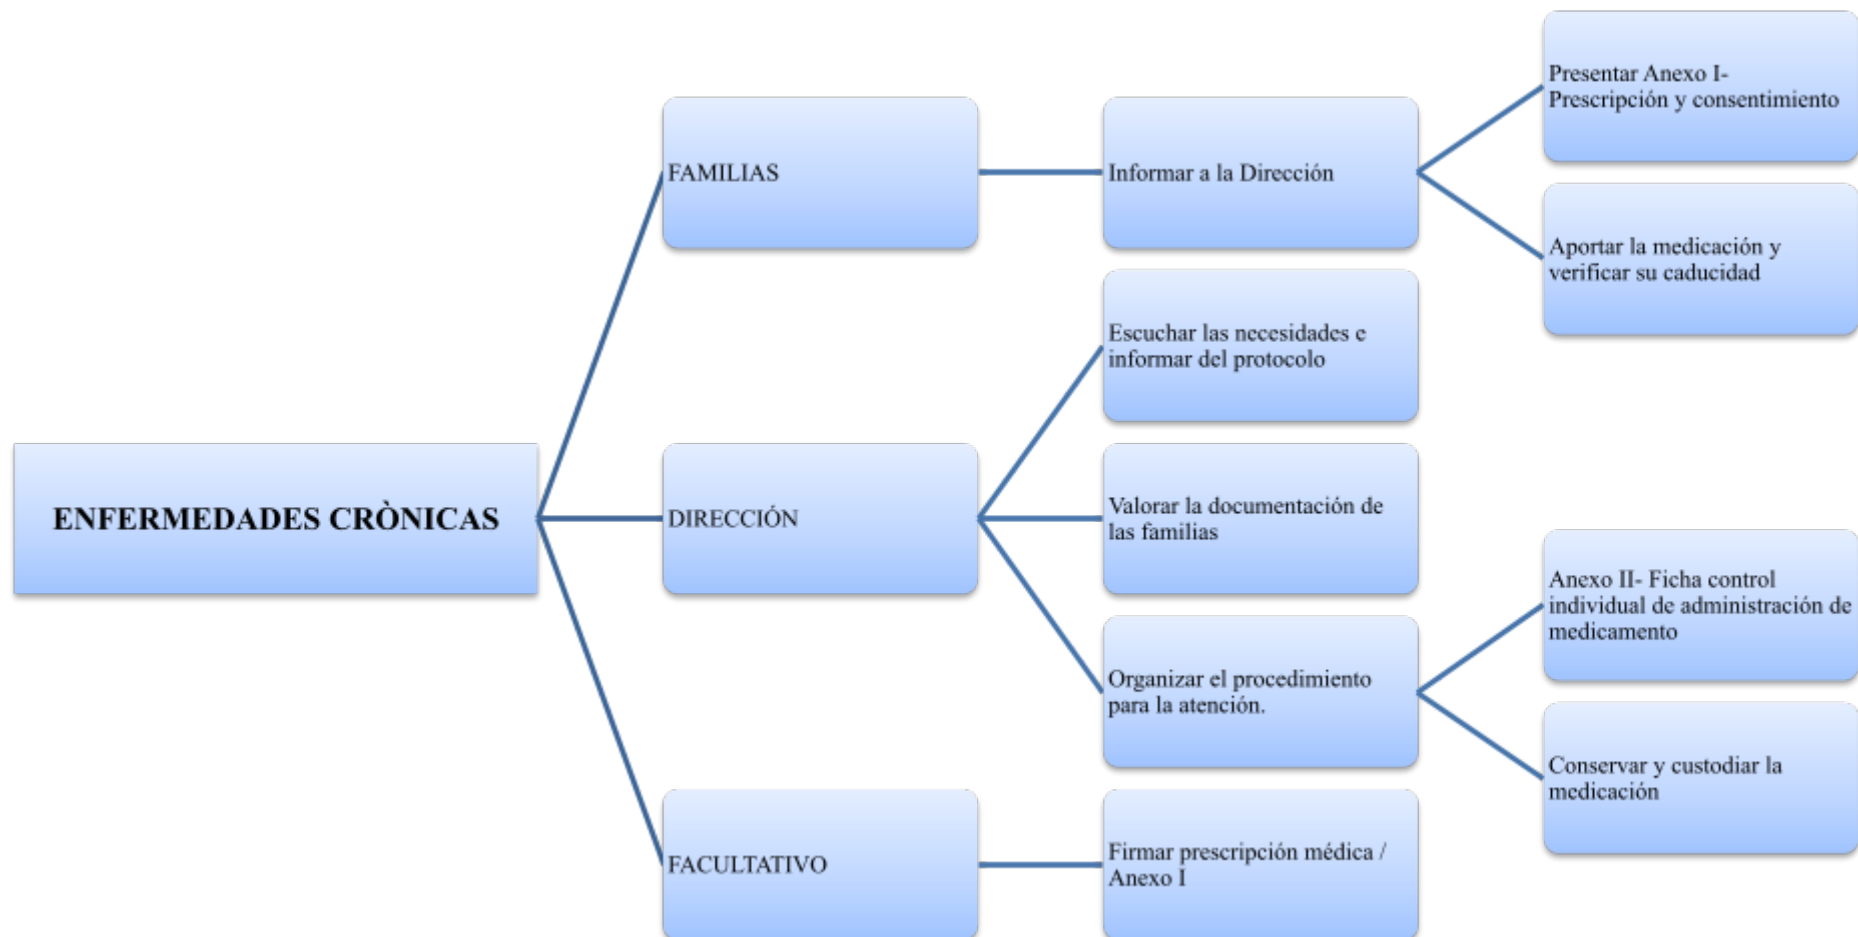 ENFERMEDADES CRÒNICAS
FAMILIAS
Informar a la Dirección
Presentar Anexo I-
Prescripción y consentimiento
Aportar la medicación y
verificar su caducidad
DIRECCIÓN
Escuchar las necesidades e
informar del protocolo
Valorar la documentación de
las familias
Organizar el procedimiento
para la atención.
Anexo II- Ficha control
individual de administración de
medicamento
Conservar y custodiar la
medicación
FACULTATIVO
Firmar prescripción médica /
Anexo I